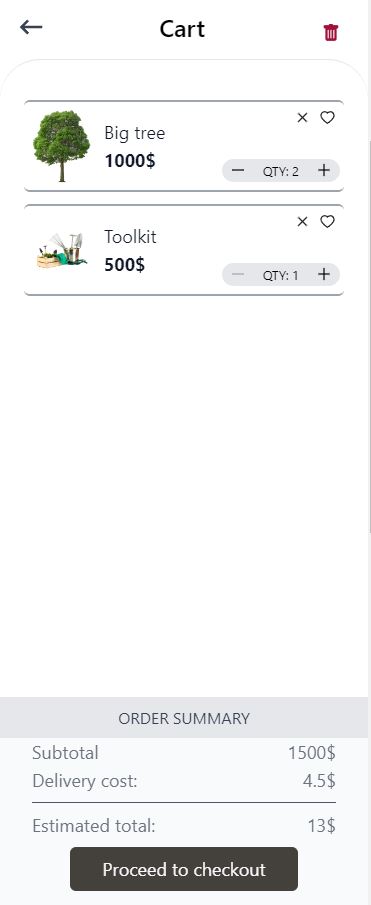 Cart
Big tree
1000$
QTY: 2
Toolkit
500$
QTY: 1
ORDER SUMMARY
Subtotal 1500$
Delivery cost: 4.5$
Estimated total: 13$
Proceed to checkout